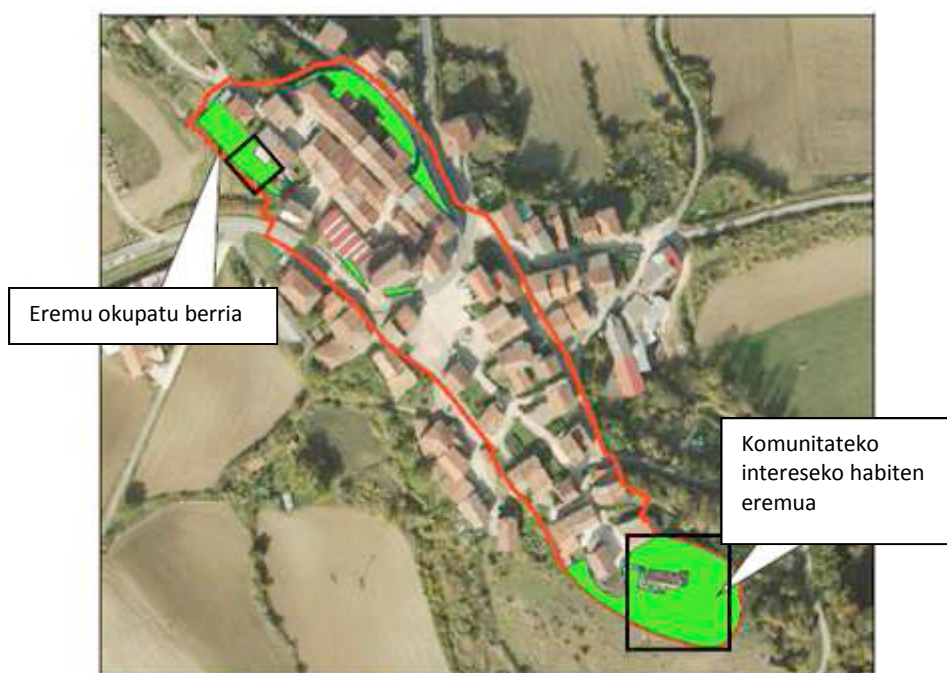 Eremu okupatu berria
Komunitateko
intereseko habiten
eremua